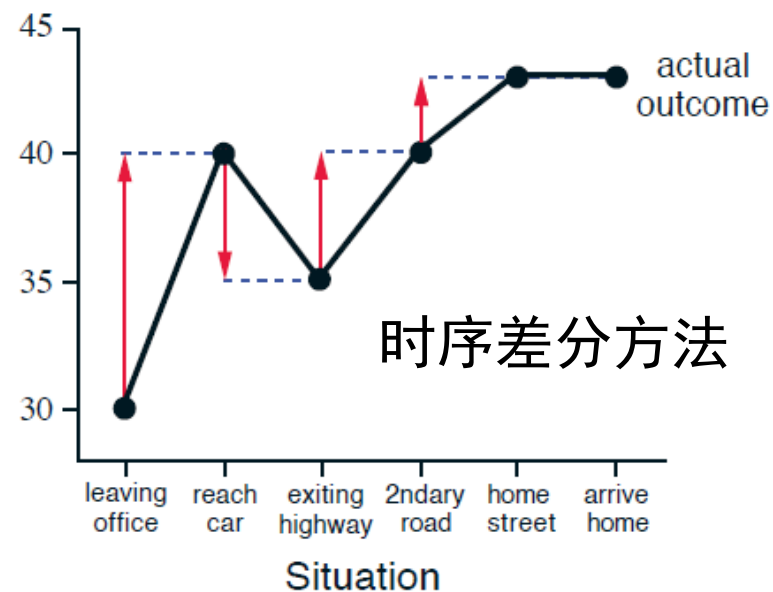 45
40
35
30
actual
outcome
时序差分方法
leaving
office
reach
car
exiting
highway
2ndary
road
home
street
arrive
home
Situation